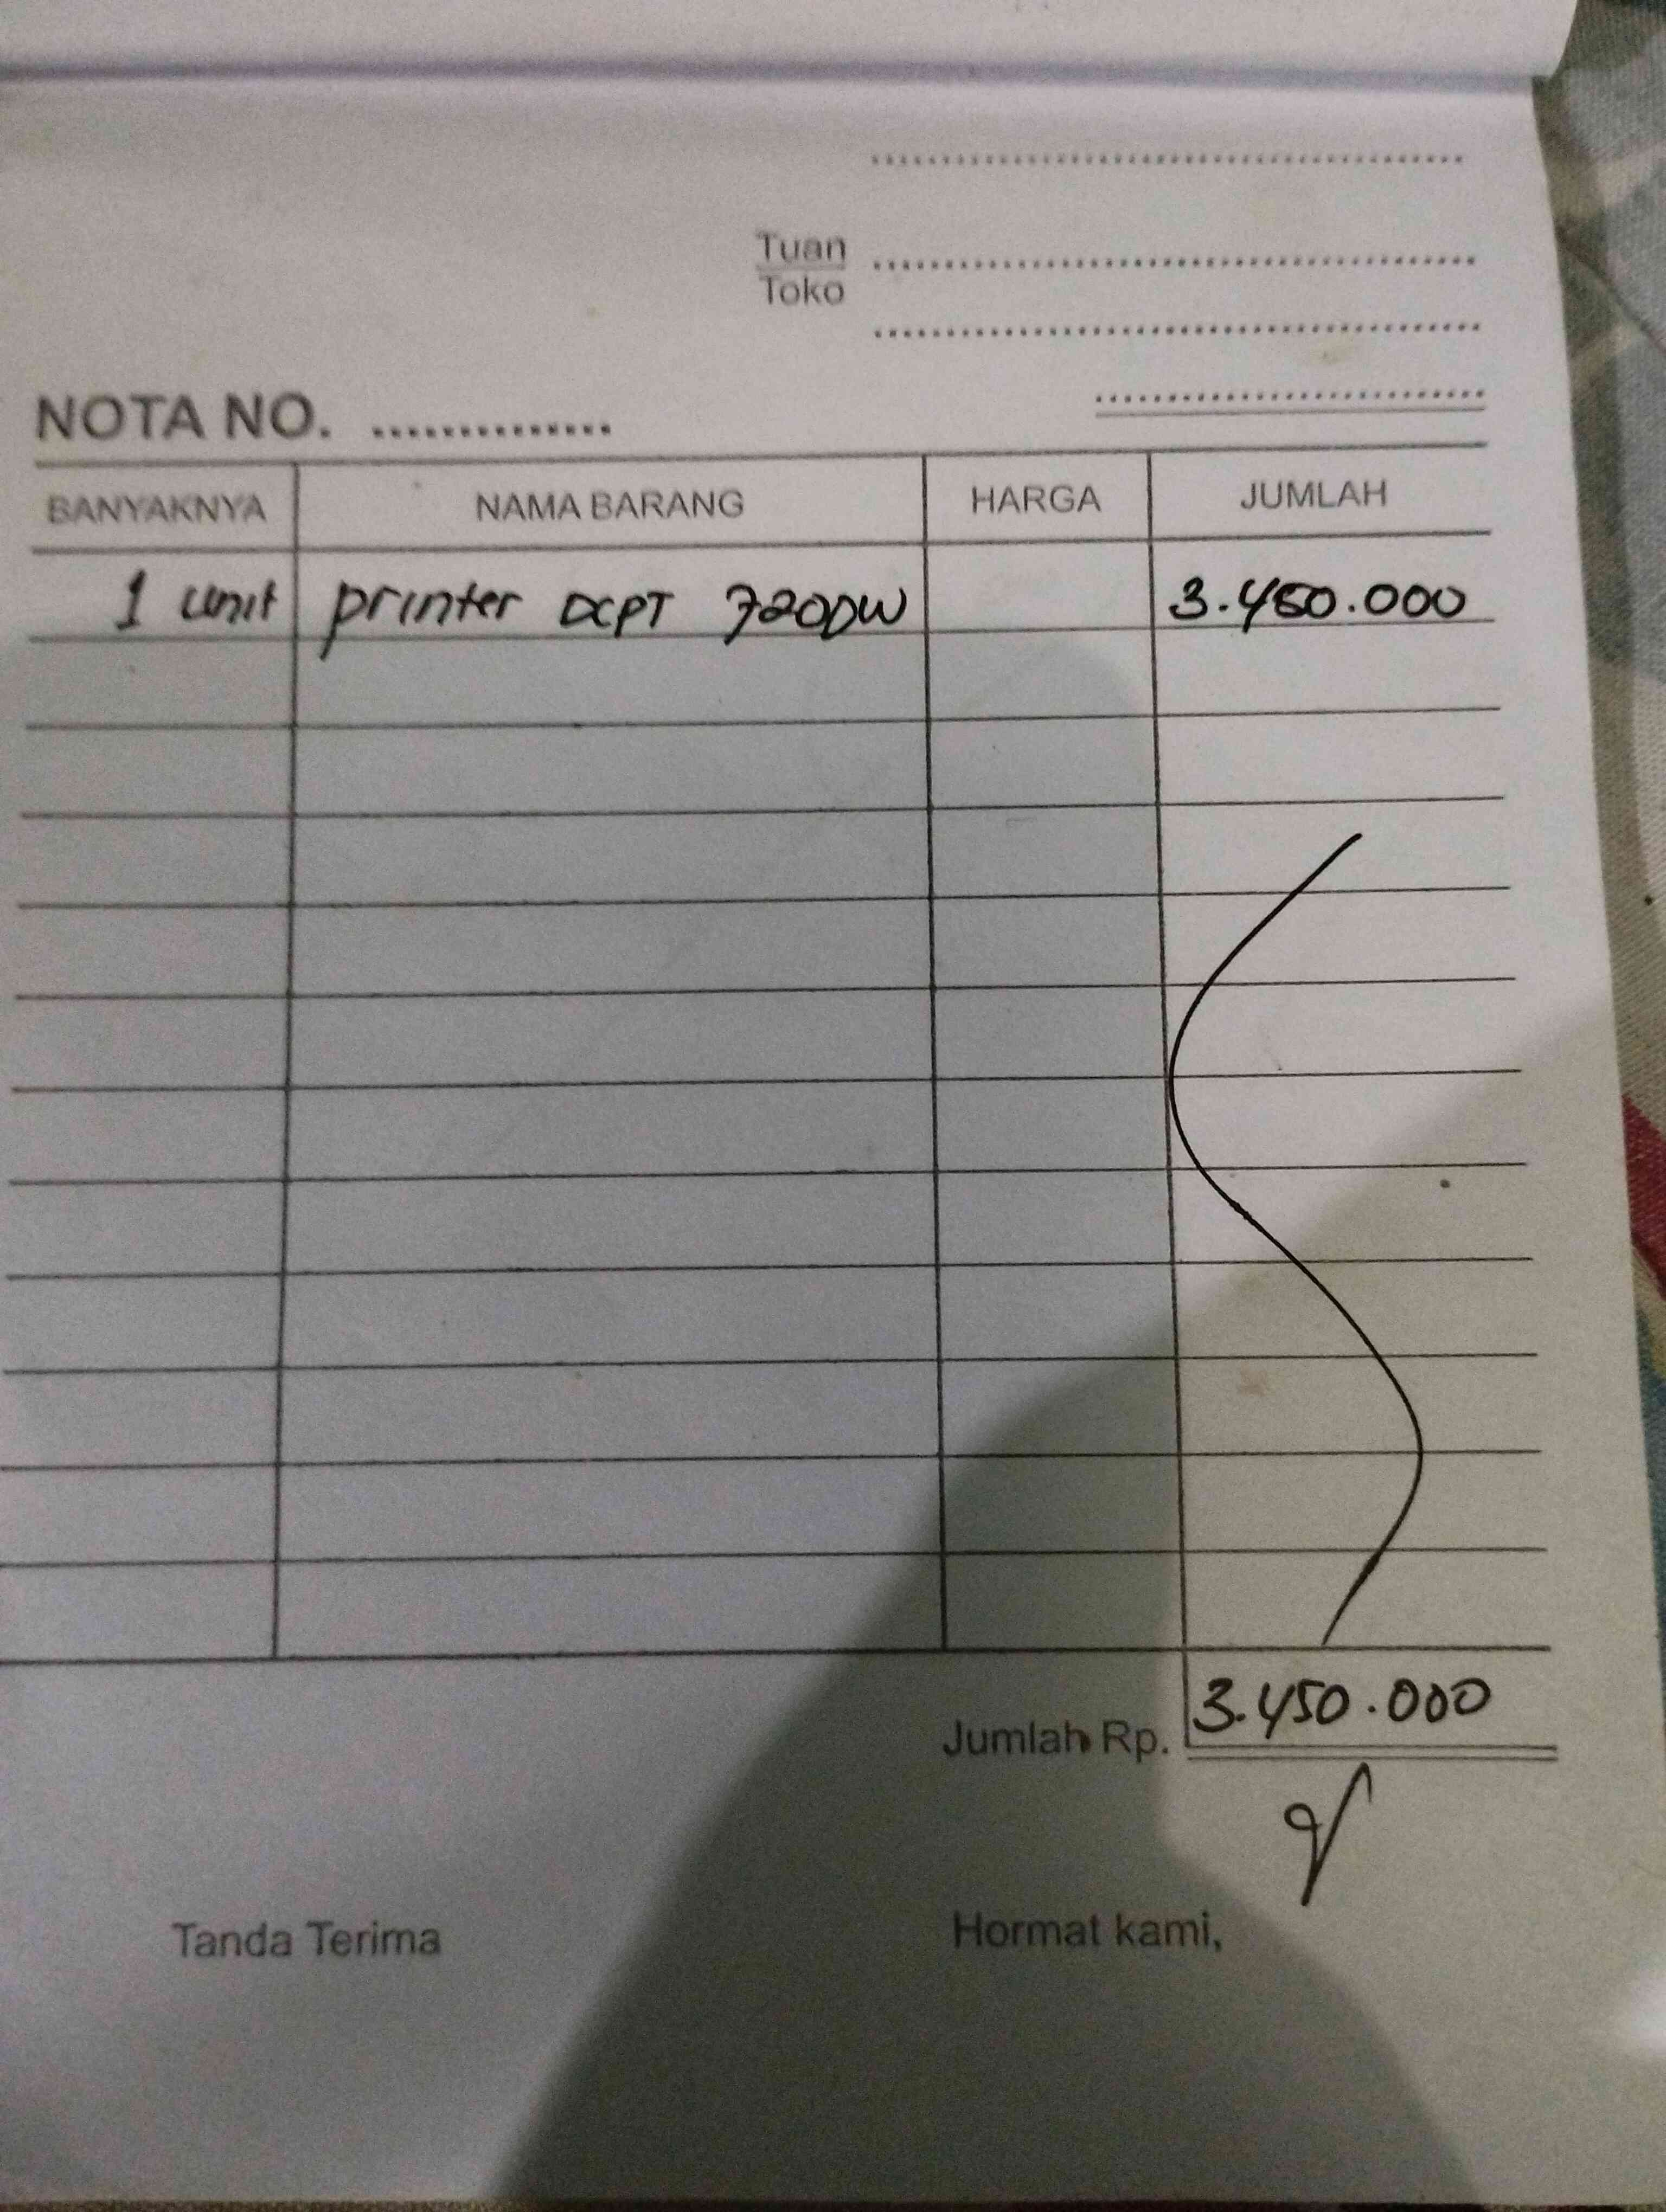 Tuan
Toko
NOTA NO. ..............
BANYAKNYA NAMA BARANG HARGA JUMLAH
1 unit printer DCPT 720DW 3.450.000
Jumlah Rp. 3.450.000
Tanda Terima Hormat kami,